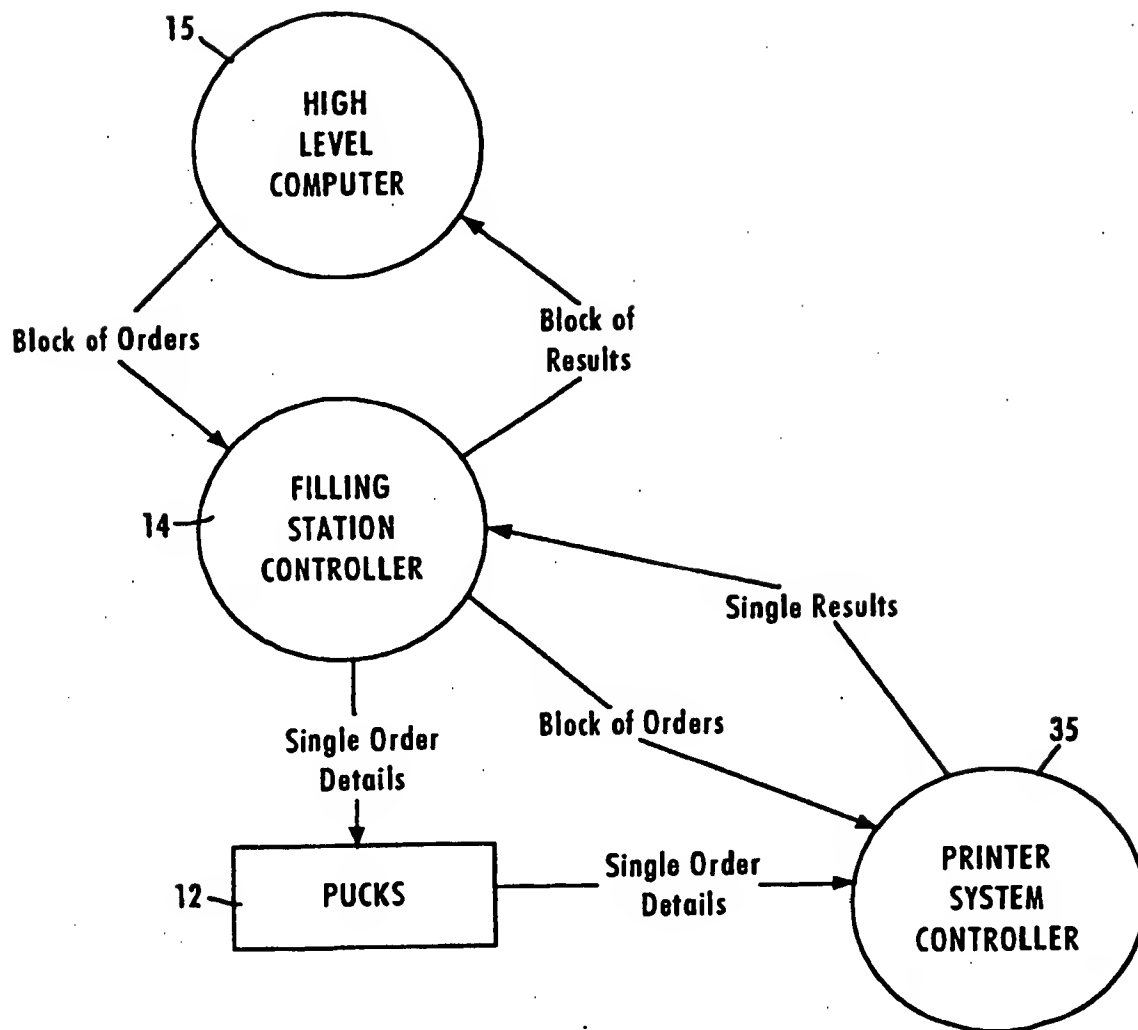 15
HIGH
LEVEL
COMPUTER
Block of Orders
Block of
Results
14
FILLING
STATION
CONTROLLER
Single Results
Single Order
Details
Block of Orders
35
12
PUCKS
Single Order
Details
PRINTER
SYSTEM
CONTROLLER